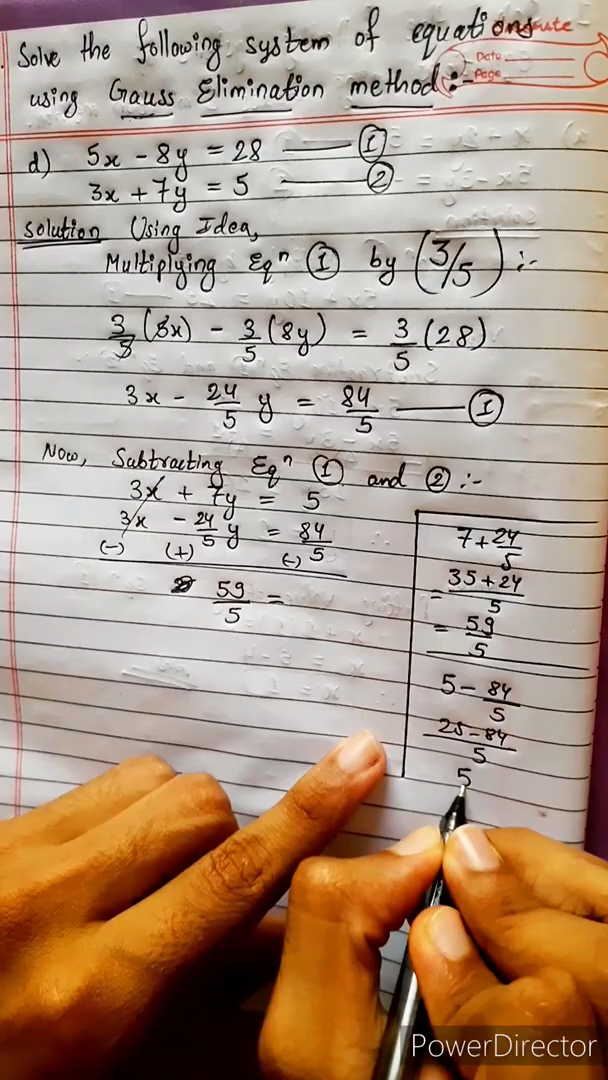 Solve the following system of equations
Date
Page
using Gauss Elimination method :-
d) 5x - 8y = 28 ——— ①
3x + 7y = 5 ——— ②
Solution Using Idea,
Multiplying Eqⁿ ① by (3/5) :-
3/5 (5x) - 3/5 (8y) = 3/5 (28)
3x - 24/5 y = 84/5 ——— ①
Now, Subtracting Eqⁿ ① and ② :-
3x + 7y = 5
3x - 24/5 y = 84/5
(-) (+) (-)
59/5 =
7 + 24/5
= 35+24/5
= 59/5
5 - 84/5
25-84/5
5
PowerDirector